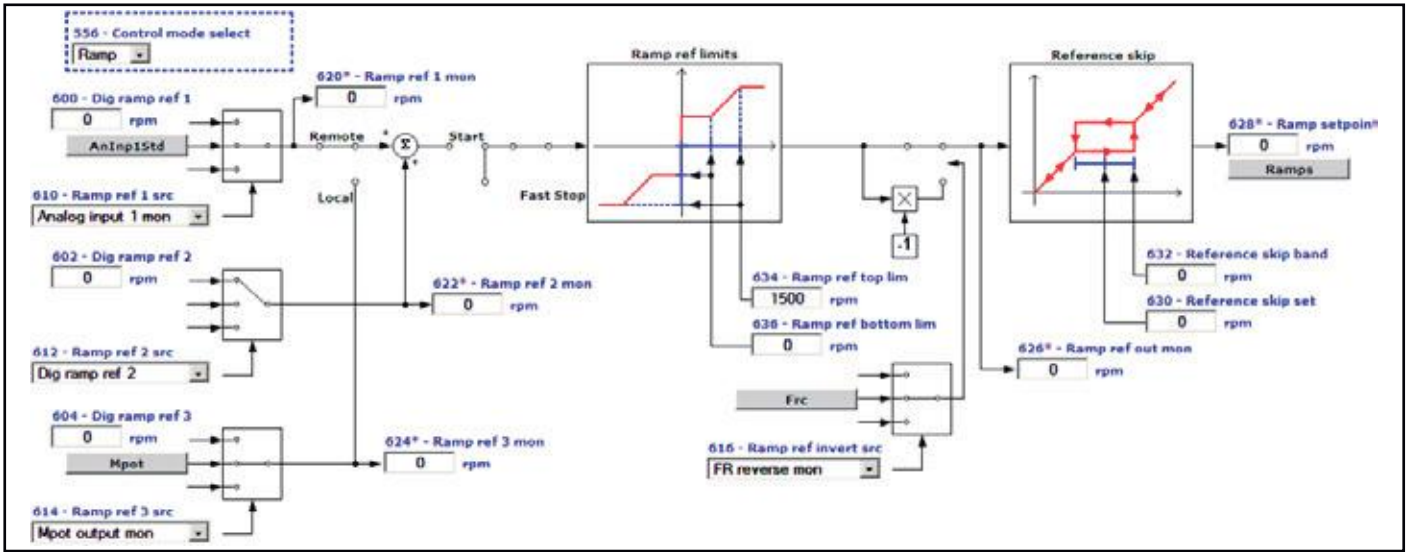 556 - Control mode select
Ramp
600 - Dig ramp ref 1
0 rpm
AnInp1Std
610 - Ramp ref 1 src
Analog input 1 mon
620* - Ramp ref 1 mon
0 rpm
Remote
Local
Σ
+
+
Start
Fast Stop
602 - Dig ramp ref 2
0 rpm
612 - Ramp ref 2 src
Dig ramp ref 2
622* - Ramp ref 2 mon
0 rpm
604 - Dig ramp ref 3
0 rpm
Mpot
614 - Ramp ref 3 src
Mpot output mon
624* - Ramp ref 3 mon
0 rpm
Ramp ref limits
634 - Ramp ref top lim
1500 rpm
636 - Ramp ref bottom lim
0 rpm
Frc
616 - Ramp ref invert src
FR reverse mon
-1
Reference skip
628* - Ramp setpoin
0 rpm
Ramps
632 - Reference skip band
0 rpm
630 - Reference skip set
0 rpm
626* - Ramp ref out mon
0 rpm